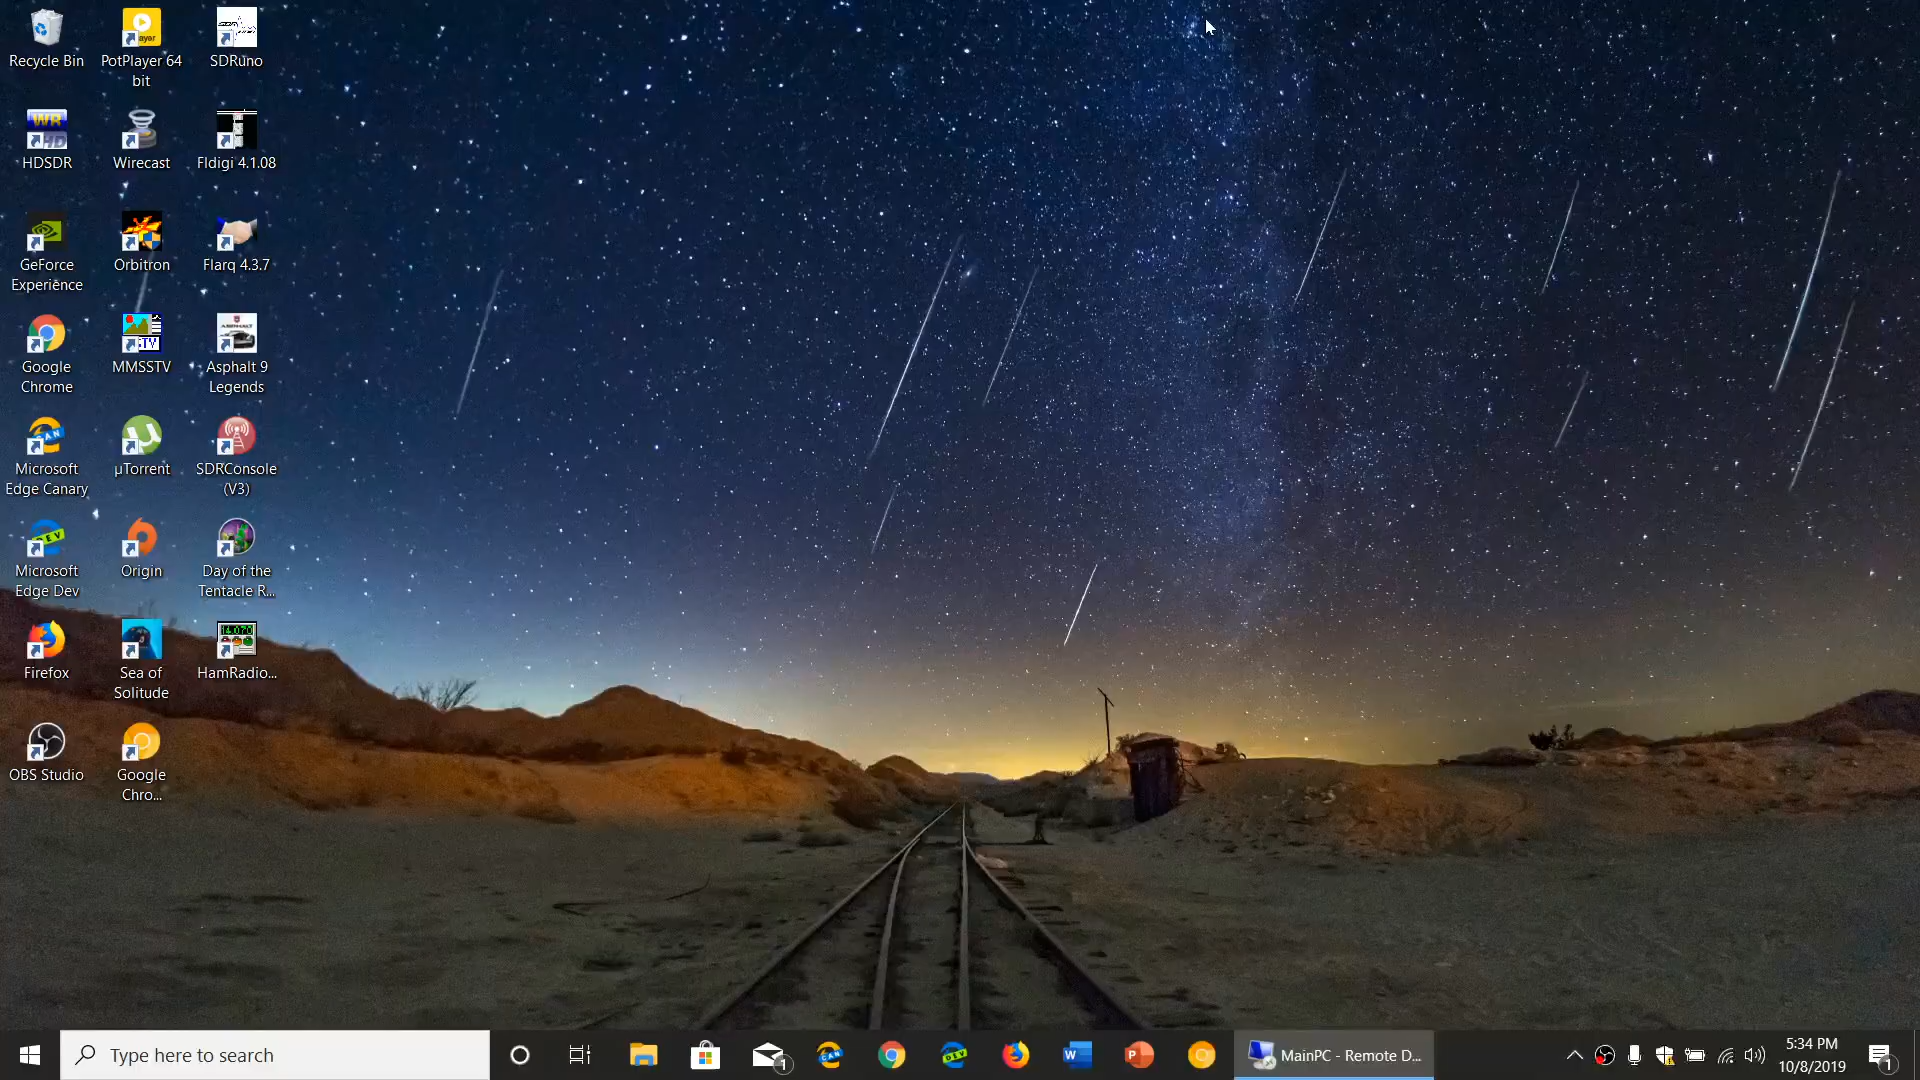 Recycle Bin
PotPlayer 64
bit
SDRuno
HDSDR
Wirecast
Fldigi 4.1.08
GeForce
Experience
Orbitron
Flarq 4.3.7
Google
Chrome
MMSSTV
Asphalt 9
Legends
Microsoft
Edge Canary
µTorrent
SDRConsole
(V3)
Microsoft
Edge Dev
Origin
Day of the
Tentacle R...
Firefox
Sea of
Solitude
HamRadio...
OBS Studio
Google
Chro...
Type here to search
1
MainPC - Remote D...
5:34 PM
10/8/2019
1